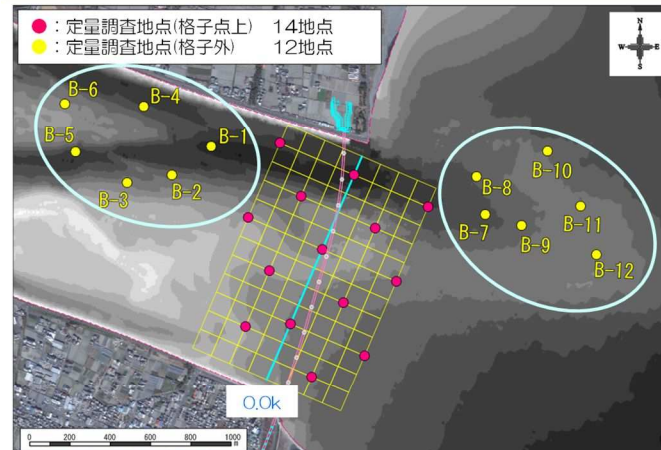 ●：定量調査地点(格子点上)　14地点
●：定量調査地点(格子外)　12地点
N
W E
S
B-6
B-4
B-5
B-1
B-3
B-2
B-10
B-8
B-11
B-7
B-9
B-12
0.0k
0 200 400 600 800 1000
m